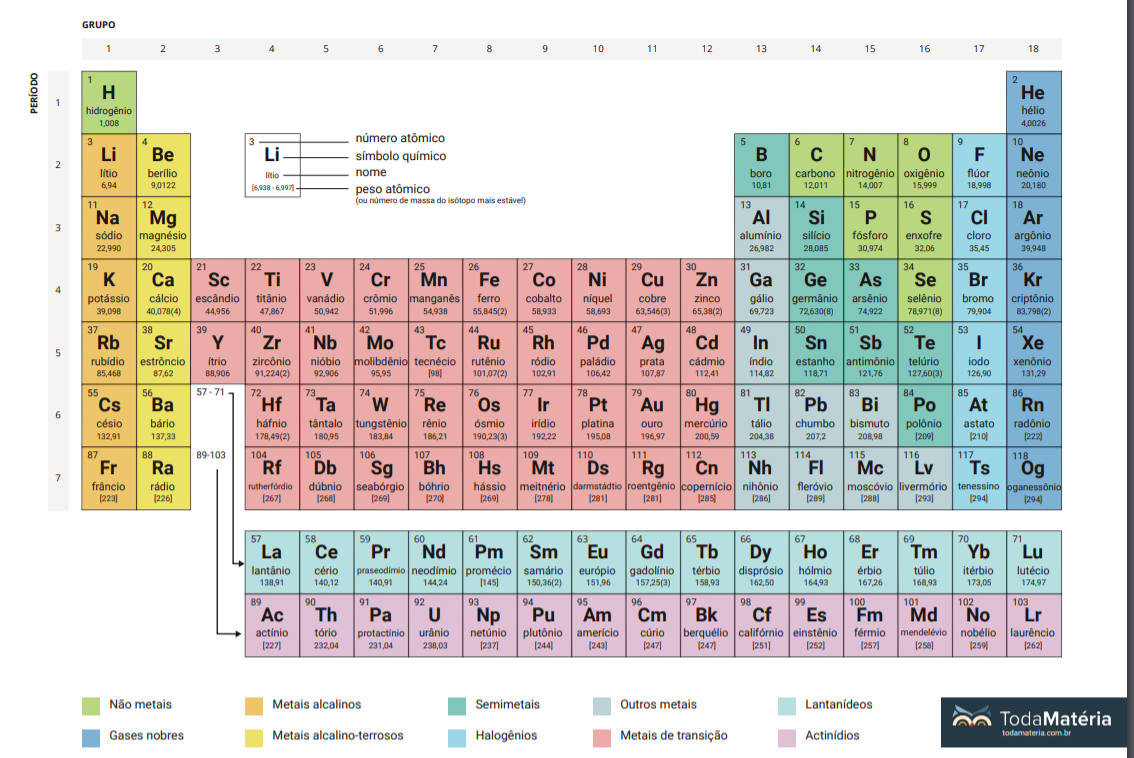 GRUPO
1 2 3 4 5 6 7 8 9 10 11 12 13 14 15 16 17 18
PERÍODO
1
1 2
H He
hidrogênio hélio
1,008 4,0026
2
3 4 5 6 7 8 9 10
Li Be B C N O F Ne
lítio berílio boro carbono nitrogênio oxigênio flúor neônio
6,94 9,0122 10,81 12,011 14,007 15,999 18,998 20,180
3 número atômico
Li símbolo químico
lítio nome
[6,938 - 6,997] peso atômico
(ou número de massa do isótopo mais estável)
3
11 12 13 14 15 16 17 18
Na Mg Al Si P S Cl Ar
sódio magnésio alumínio silício fósforo enxofre cloro argônio
22,990 24,305 26,982 28,085 30,974 32,06 35,45 39,948
4
19 20 21 22 23 24 25 26 27 28 29 30 31 32 33 34 35 36
K Ca Sc Ti V Cr Mn Fe Co Ni Cu Zn Ga Ge As Se Br Kr
potássio cálcio escândio titânio vanádio crômio manganês ferro cobalto níquel cobre zinco gálio germânio arsênio selênio bromo criptônio
39,098 40,078(4) 44,956 47,867 50,942 51,996 54,938 55,845(2) 58,933 58,693 63,546(3) 65,38(2) 69,723 72,630(8) 74,922 78,971(8) 79,904 83,798(2)
5
37 38 39 40 41 42 43 44 45 46 47 48 49 50 51 52 53 54
Rb Sr Y Zr Nb Mo Tc Ru Rh Pd Ag Cd In Sn Sb Te I Xe
rubídio estrôncio ítrio zircônio nióbio molibdênio tecnécio rutênio ródio paládio prata cádmio índio estanho antimônio telúrio iodo xenônio
85,468 87,62 88,906 91,224(2) 92,906 95,95 [98] 101,07(2) 102,91 106,42 107,87 112,41 114,82 118,71 121,76 127,60(3) 126,90 131,29
6
55 56 57 - 71 72 73 74 75 76 77 78 79 80 81 82 83 84 85 86
Cs Ba Hf Ta W Re Os Ir Pt Au Hg Tl Pb Bi Po At Rn
césio bário háfnio tântalo tungstênio rênio ósmio irídio platina ouro mercúrio tálio chumbo bismuto polônio astato radônio
132,91 137,33 178,49(2) 180,95 183,84 186,21 190,23(3) 192,22 195,08 196,97 200,59 204,38 207,2 208,98 [209] [210] [222]
7
87 88 89-103 104 105 106 107 108 109 110 111 112 113 114 115 116 117 118
Fr Ra Rf Db Sg Bh Hs Mt Ds Rg Cn Nh Fl Mc Lv Ts Og
frâncio rádio rutherfórdio dúbnio seabórgio bóhrio hássio meitnério darmstádtio roentgênio copernício nihônio fleróvio moscóvio livermório tenessino oganessônio
[223] [226] [267] [268] [269] [270] [269] [278] [281] [281] [285] [286] [289] [288] [293] [294] [294]
57 58 59 60 61 62 63 64 65 66 67 68 69 70 71
La Ce Pr Nd Pm Sm Eu Gd Tb Dy Ho Er Tm Yb Lu
lantânio cério praseodímio neodímio promécio samário európio gadolínio térbio disprósio hólmio érbio túlio itérbio lutécio
138,91 140,12 140,91 144,24 [145] 150,36(2) 151,96 157,25(3) 158,93 162,50 164,93 167,26 168,93 173,05 174,97
89 90 91 92 93 94 95 96 97 98 99 100 101 102 103
Ac Th Pa U Np Pu Am Cm Bk Cf Es Fm Md No Lr
actínio tório protactínio urânio netúnio plutônio amerício cúrio berquélio califórnio einstênio férmio mendelévio nobélio laurêncio
[227] 232,04 231,04 238,03 [237] [244] [243] [247] [247] [251] [252] [257] [258] [259] [262]
Não metais Metais alcalinos Semimetais Outros metais Lantanídeos
Gases nobres Metais alcalino-terrosos Halogênios Metais de transição Actinídios
TodaMatéria
todamateria.com.br